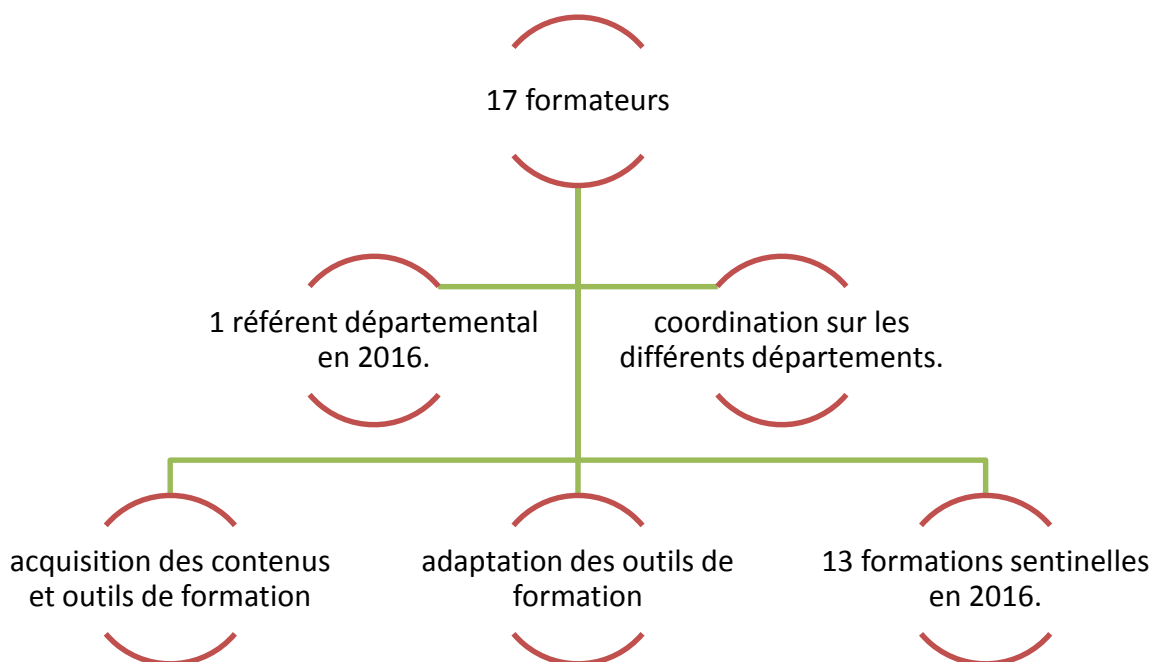 17 formateurs
1 référent départemental
en 2016.
coordination sur les
différents départements.
acquisition des contenus
et outils de formation
adaptation des outils de
formation
13 formations sentinelles
en 2016.